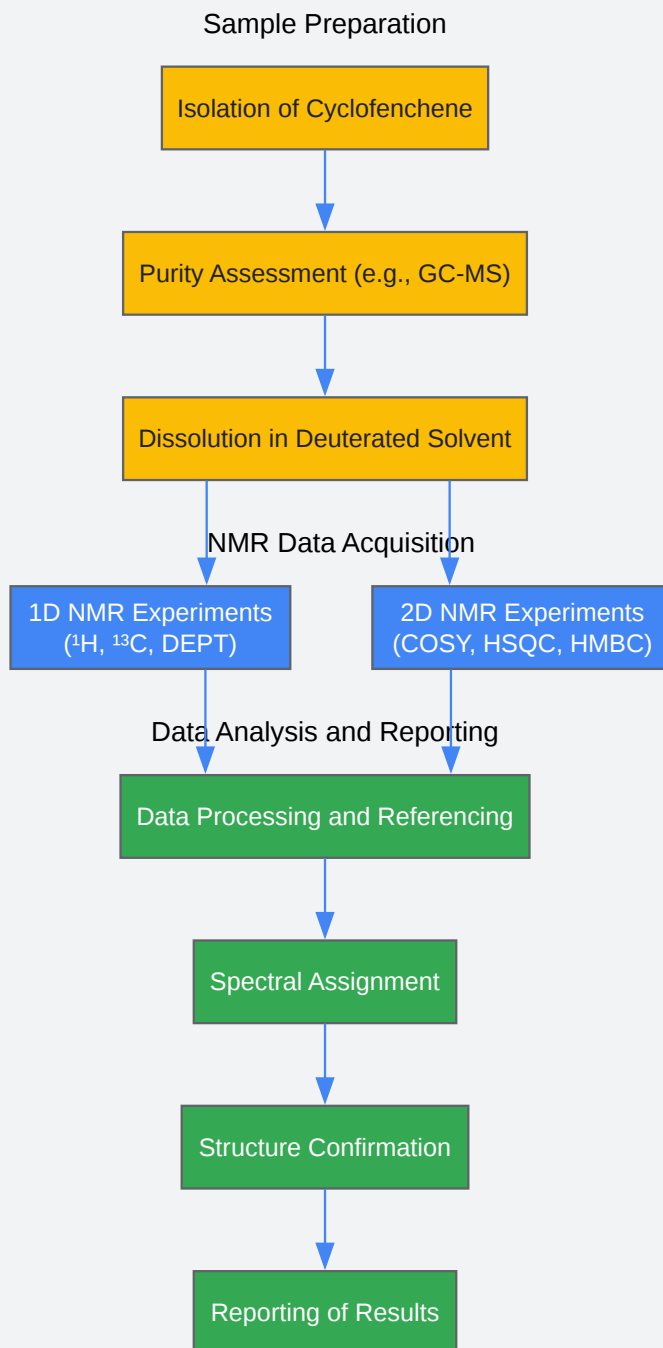 Sample Preparation
Isolation of Cyclofenchene
Purity Assessment (e.g., GC-MS)
Dissolution in Deuterated Solvent
NMR Data Acquisition
1D NMR Experiments
(¹H, ¹³C, DEPT)
2D NMR Experiments
(COSY, HSQC, HMBC)
Data Analysis and Reporting
Data Processing and Referencing
Spectral Assignment
Structure Confirmation
Reporting of Results